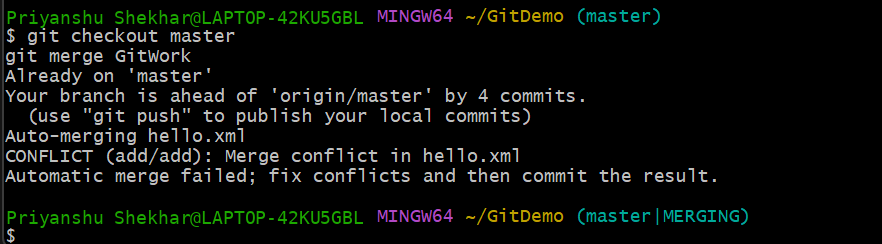 Priyanshu Shekhar@LAPTOP-42KU5GBL MINGW64 ~/GitDemo (master)
$ git checkout master
git merge GitWork
Already on 'master'
Your branch is ahead of 'origin/master' by 4 commits.
  (use "git push" to publish your local commits)
Auto-merging hello.xml
CONFLICT (add/add): Merge conflict in hello.xml
Automatic merge failed; fix conflicts and then commit the result.
Priyanshu Shekhar@LAPTOP-42KU5GBL MINGW64 ~/GitDemo (master|MERGING)
$